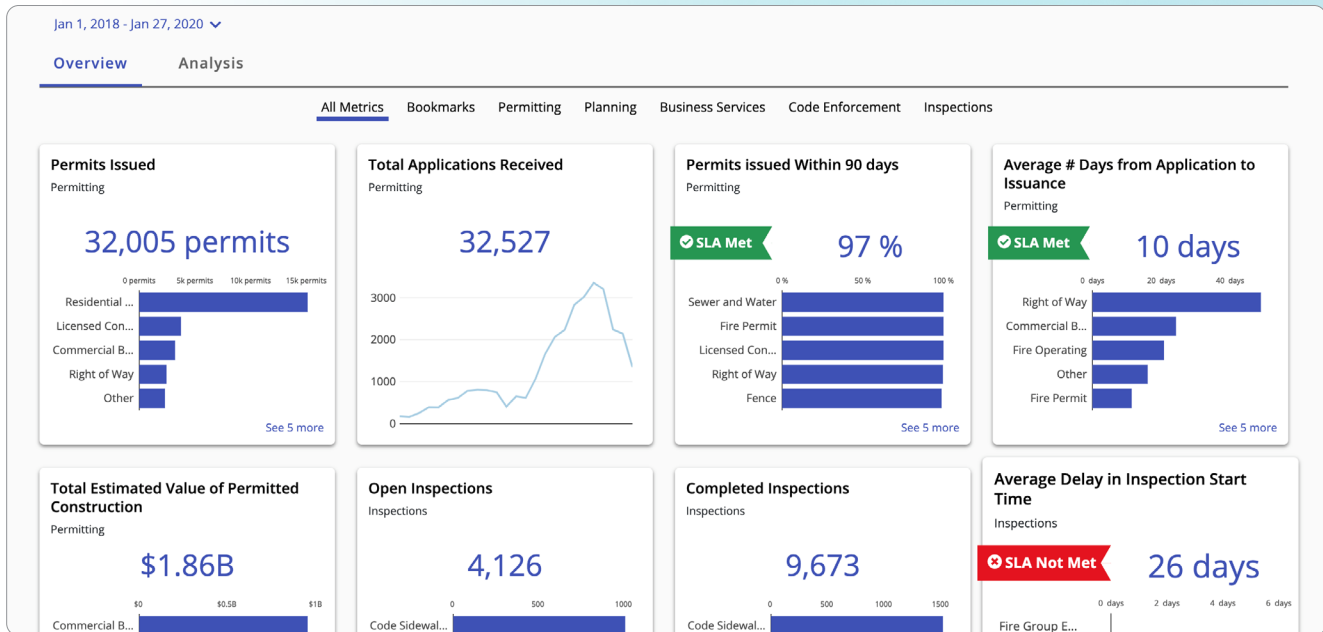 Jan 1, 2018 - Jan 27, 2020
Overview
Analysis
All Metrics
Bookmarks
Permitting
Planning
Business Services
Code Enforcement
Inspections
Permits Issued
Permitting
32,005 permits
0 permits
5k permits
10k permits
15k permits
Residential ...
Licensed Con...
Commercial B...
Right of Way
Other
See 5 more
Total Applications Received
Permitting
32,527
3000
2000
1000
0
Permits issued Within 90 days
Permitting
SLA Met
97 %
0 %
50 %
100 %
Sewer and Water
Fire Permit
Licensed Con...
Right of Way
Fence
See 5 more
Average # Days from Application to
Issuance
Permitting
SLA Met
10 days
0 days
20 days
40 days
Right of Way
Commercial B...
Fire Operating
Other
Fire Permit
See 5 more
Total Estimated Value of Permitted
Construction
Permitting
$1.86B
$0
$0.5B
$1B
Commercial B...
Open Inspections
Inspections
4,126
0
500
1000
Code Sidewal...
Completed Inspections
Inspections
9,673
0
500
1000
1500
Code Sidewal...
Average Delay in Inspection Start
Time
Inspections
SLA Not Met
26 days
0 days
2 days
4 days
6 days
Fire Group E...